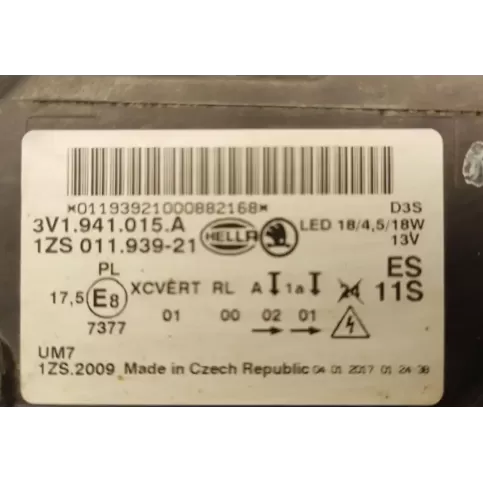 *011939210000882168*
D3S
3V1.941.015.A
HELLA
LED 18/4,5/18W
1ZS 011.939-21
13V
PL
ES
17,5 E8 XCVERT RL A 1a 24 11S
7377 01 00 02 01
UM7
1ZS.2009 Made in Czech Republic 04 01 2017 01 24 38